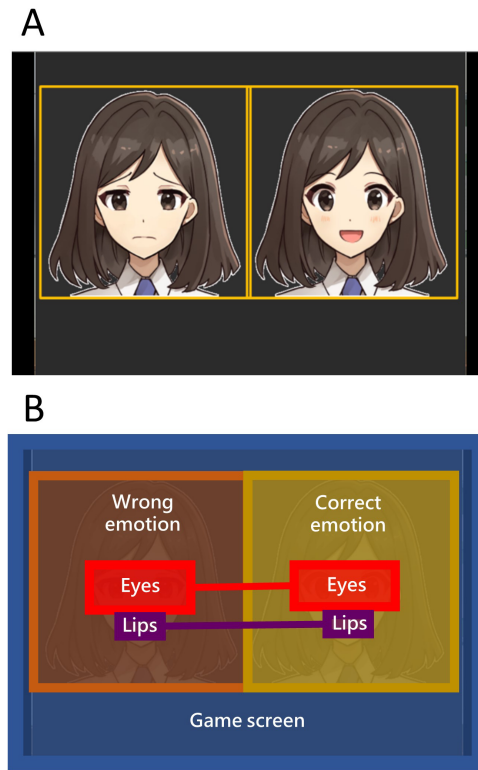 A
B
Wrong
emotion
Correct
emotion
Eyes
Eyes
Lips
Lips
Game screen